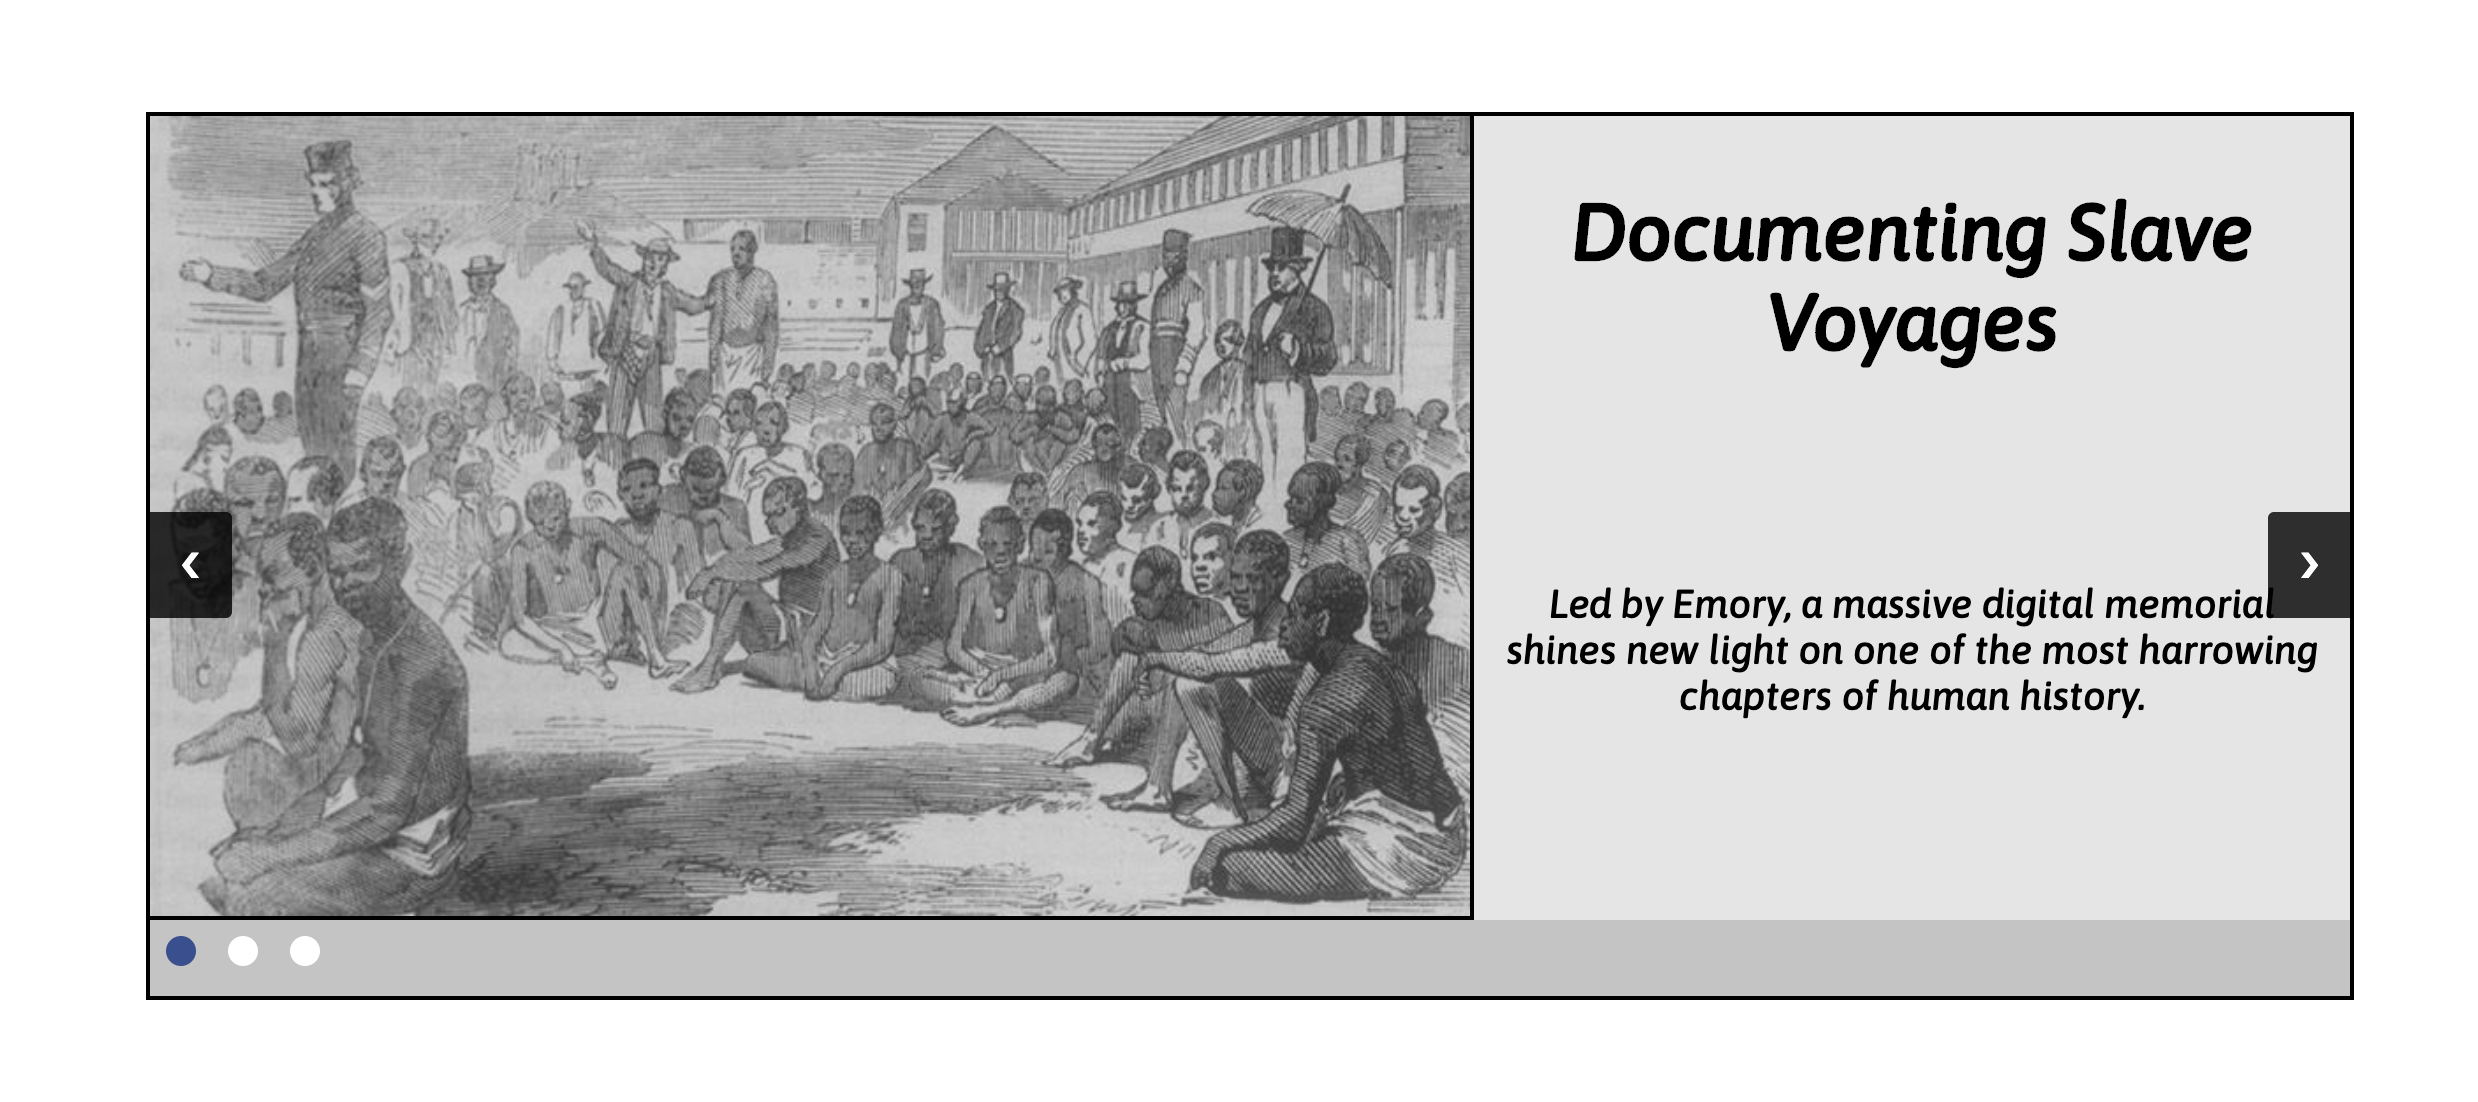 Documenting Slave
Voyages
Led by Emory, a massive digital memorial
shines new light on one of the most harrowing
chapters of human history.